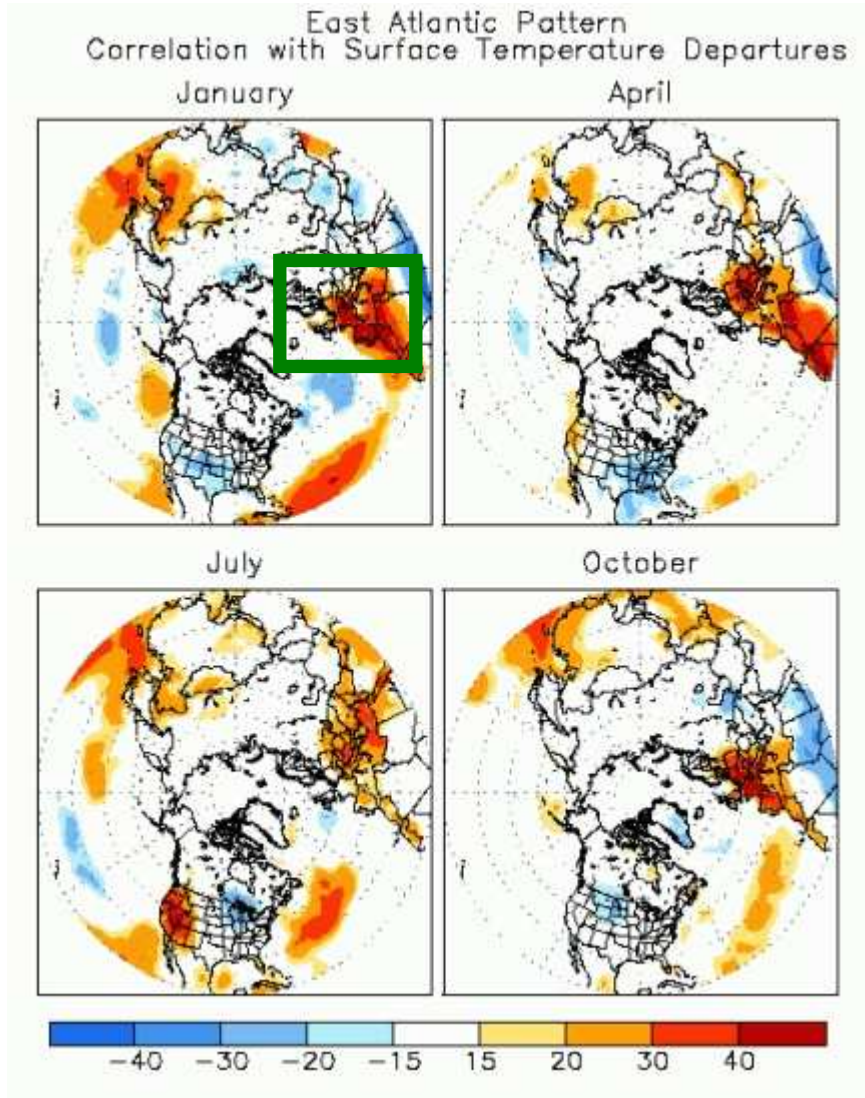 East Atlantic Pattern
Correlation with Surface Temperature Departures
January
April
July
October
−40 −30 −20 −15 15 20 30 40